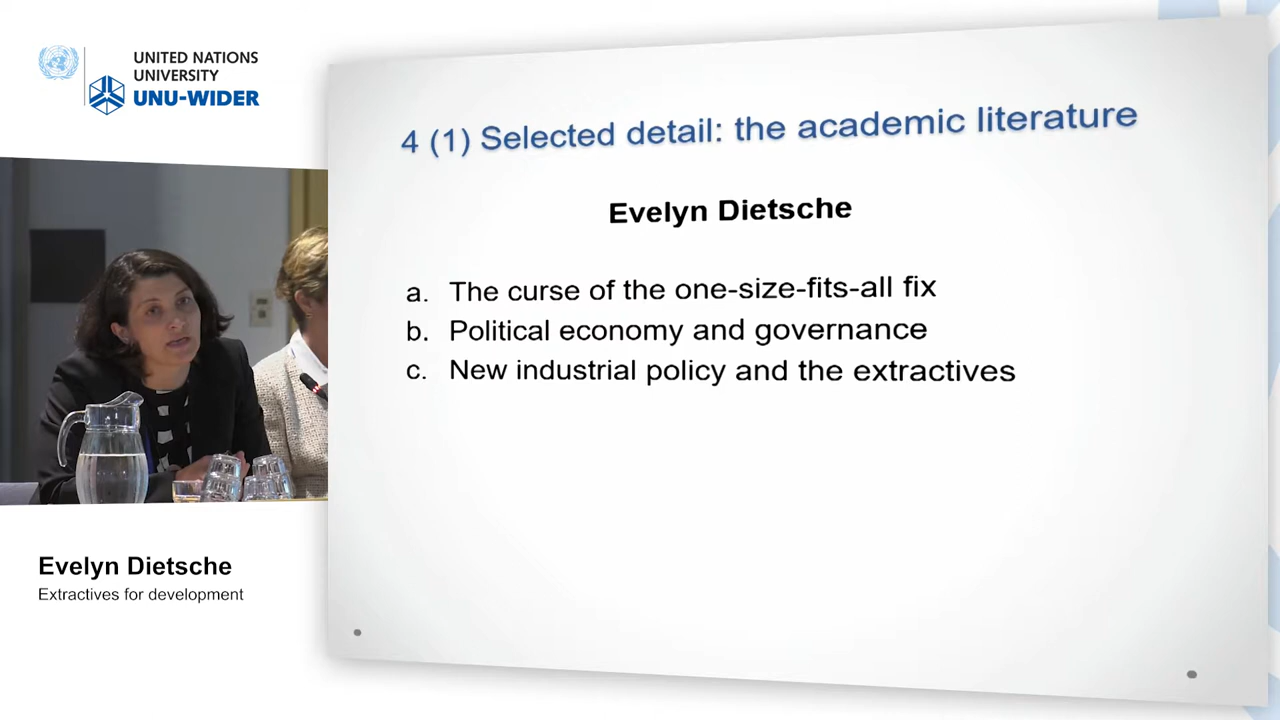 UNITED NATIONS
UNIVERSITY
UNU-WIDER
4 (1) Selected detail: the academic literature
Evelyn Dietsche
a. The curse of the one-size-fits-all fix
b. Political economy and governance
c. New industrial policy and the extractives
Evelyn Dietsche
Extractives for development